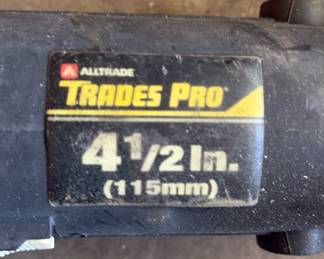 ALLTRADE
TRADES PRO
4 1/2 In.
(115mm)